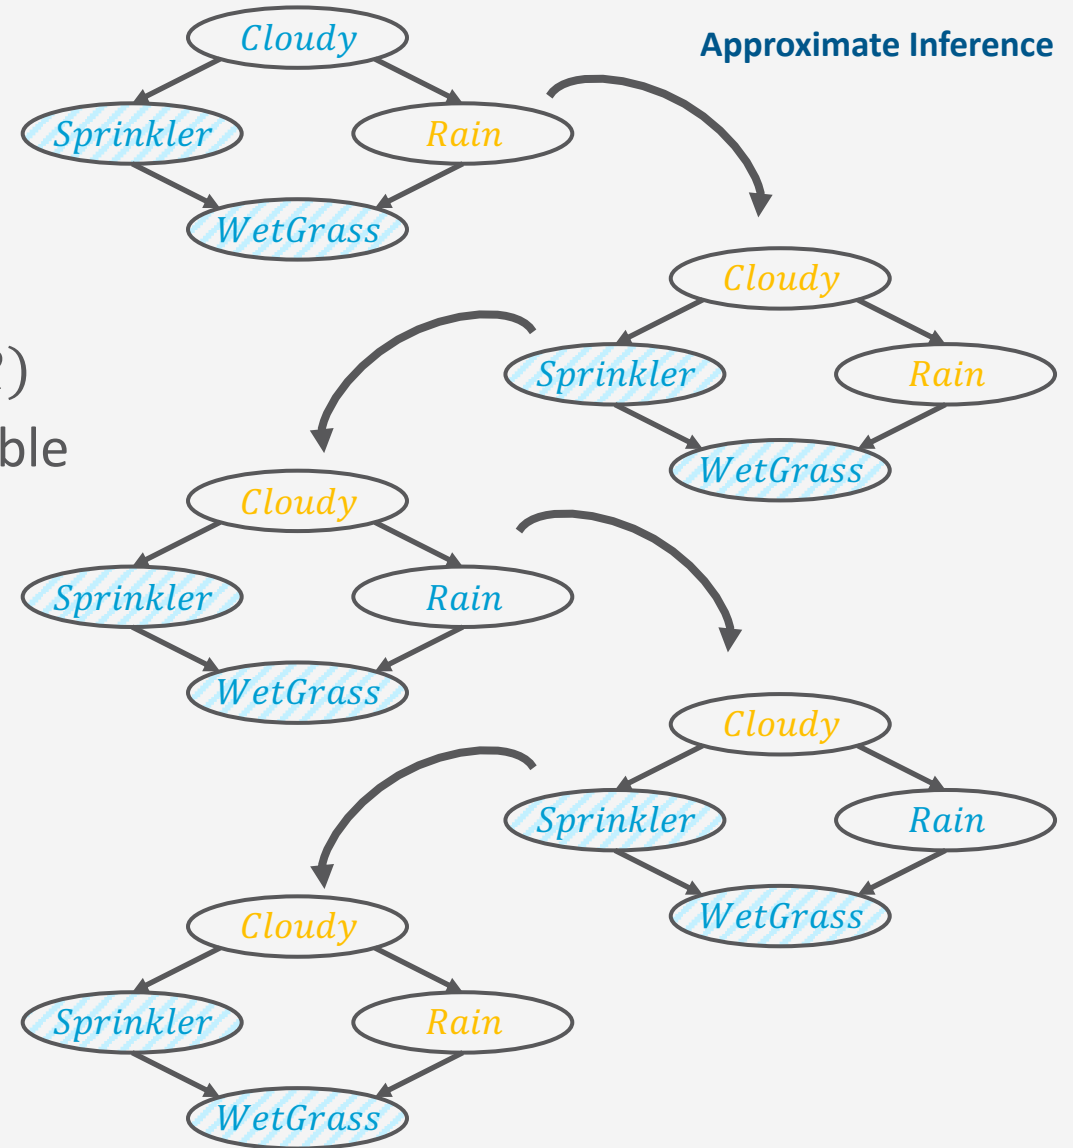 Approximate Inference
Cloudy
Sprinkler Rain
WetGrass
Cloudy
Sprinkler Rain
WetGrass
)
ble
Cloudy
Sprinkler Rain
WetGrass
Cloudy
Sprinkler Rain
WetGrass
Cloudy
Sprinkler Rain
WetGrass